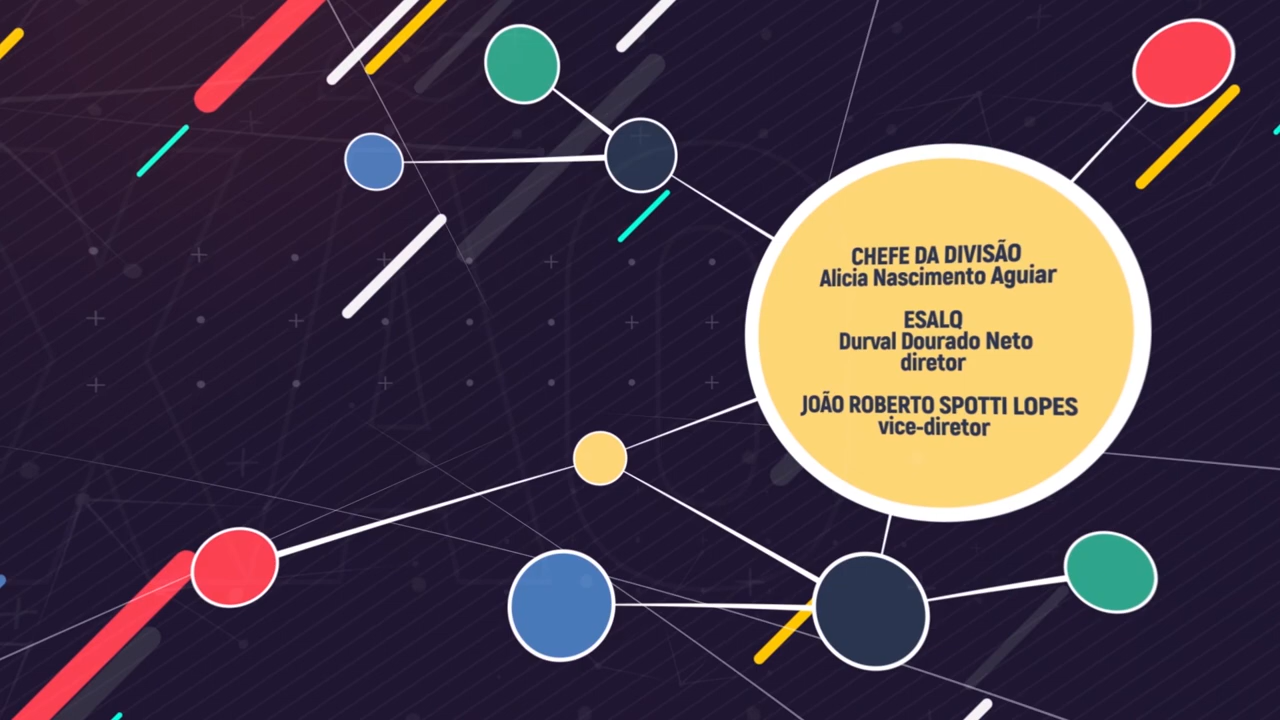 CHEFE DA DIVISÃO
Alicia Nascimento Aguiar
ESALQ
Durval Dourado Neto
diretor
JOÃO ROBERTO SPOTTI LOPES
vice-diretor